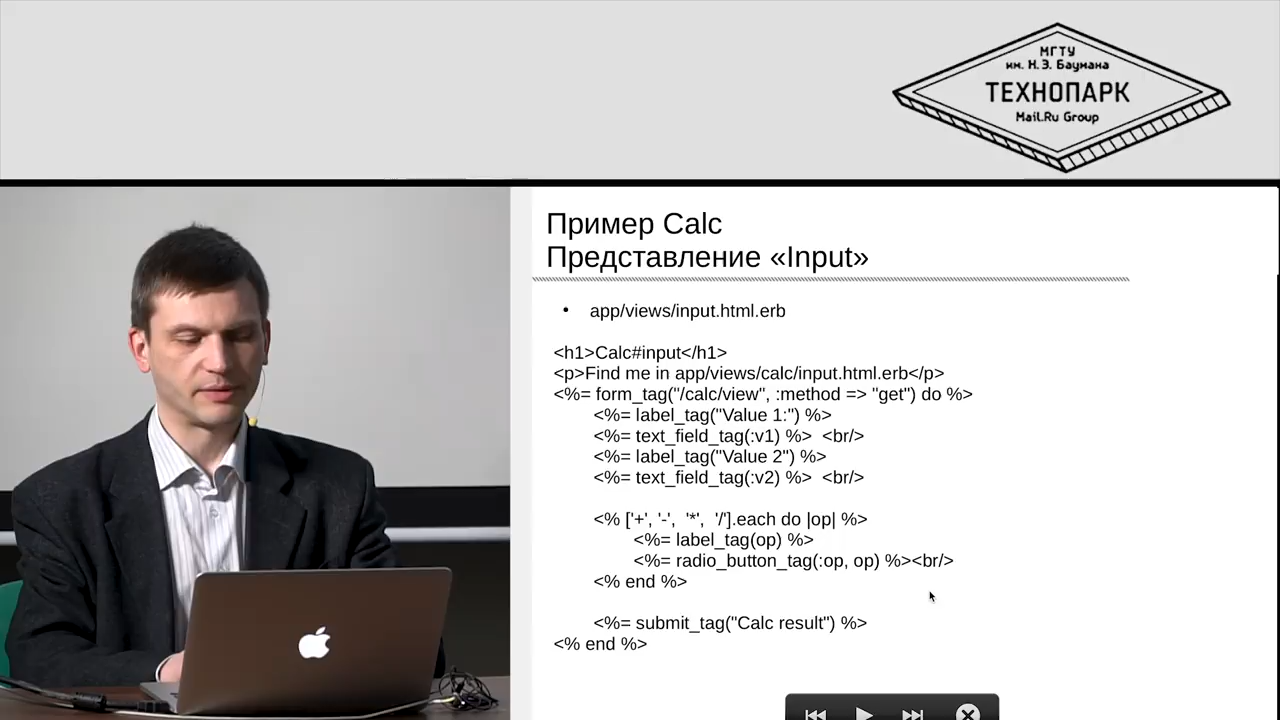 МГТУ
им. Н.Э. Баумана
ТЕХНОПАРК
Mail.Ru Group
Пример Calc
Представление «Input»
• app/views/input.html.erb
<h1>Calc#input</h1>
<p>Find me in app/views/calc/input.html.erb</p>
<%= form_tag("/calc/view", :method => "get") do %>
<%= label_tag("Value 1:") %>
<%= text_field_tag(:v1) %>  <br/>
<%= label_tag("Value 2") %>
<%= text_field_tag(:v2) %>  <br/>
<% ['+', '-',  '*',  '/'].each do |op| %>
<%= label_tag(op) %>
<%= radio_button_tag(:op, op) %><br/>
<% end %>
<%= submit_tag("Calc result") %>
<% end %>